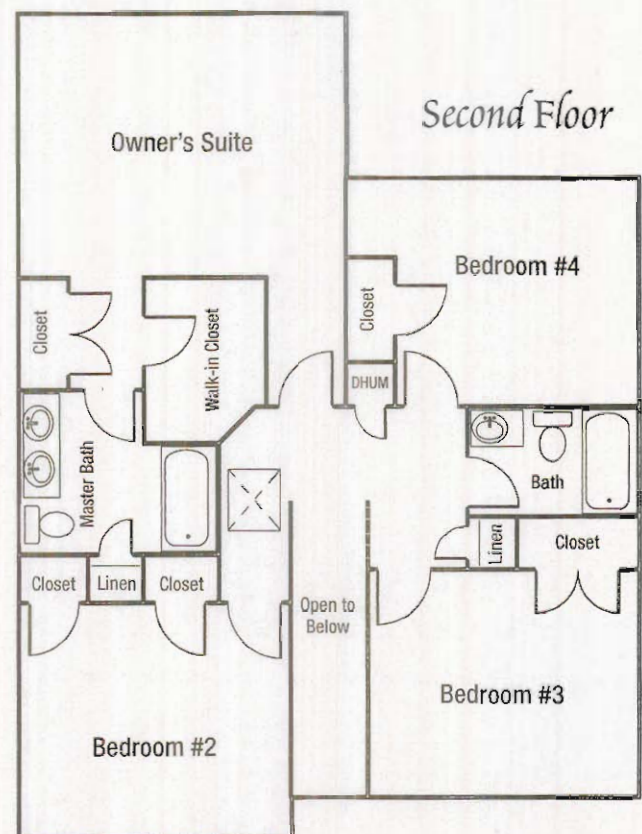 Second Floor
Owner's Suite
Bedroom #4
Closet
Closet
Walk-in Closet
DHUM
Master Bath
Bath
Linen
Closet
Closet
Linen
Closet
Open to
Below
Bedroom #3
Bedroom #2